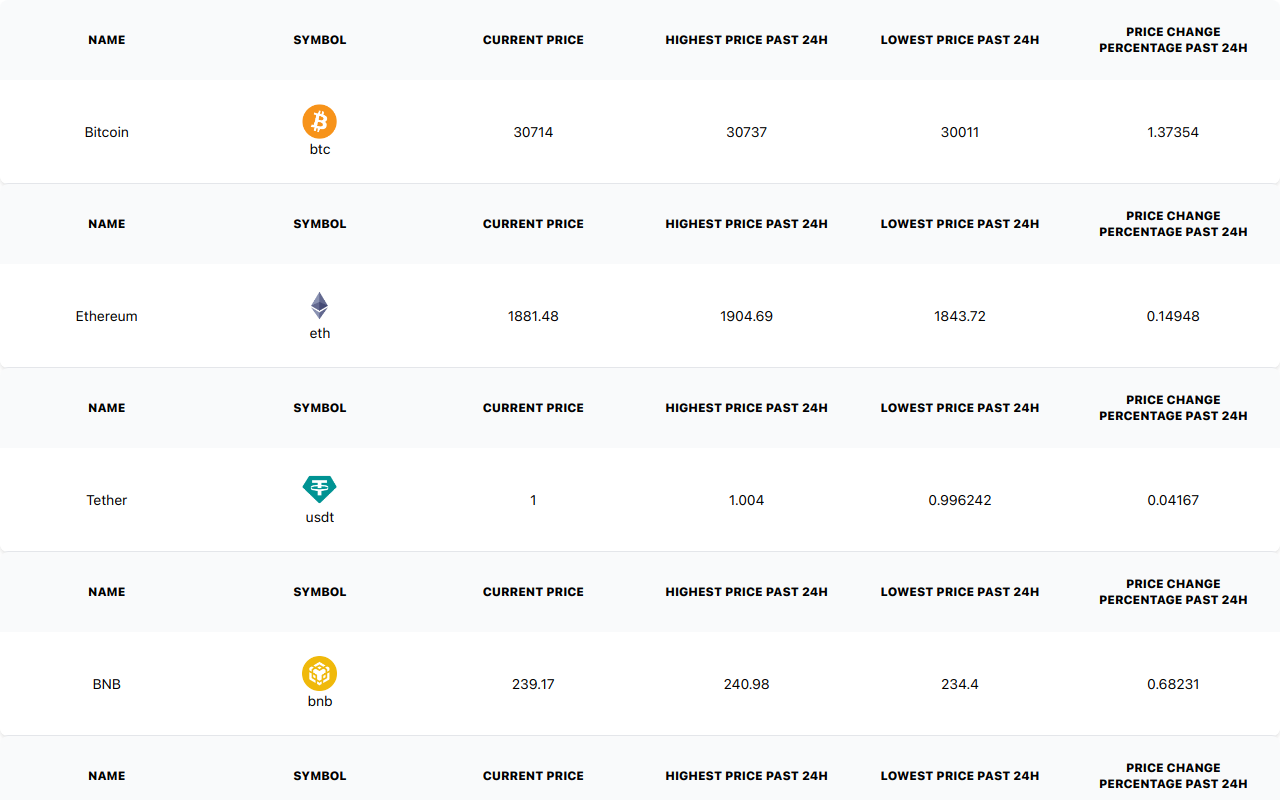 NAME SYMBOL CURRENT PRICE HIGHEST PRICE PAST 24H LOWEST PRICE PAST 24H PRICE CHANGE
PERCENTAGE PAST 24H
Bitcoin btc 30714 30737 30011 1.37354
NAME SYMBOL CURRENT PRICE HIGHEST PRICE PAST 24H LOWEST PRICE PAST 24H PRICE CHANGE
PERCENTAGE PAST 24H
Ethereum eth 1881.48 1904.69 1843.72 0.14948
NAME SYMBOL CURRENT PRICE HIGHEST PRICE PAST 24H LOWEST PRICE PAST 24H PRICE CHANGE
PERCENTAGE PAST 24H
Tether usdt 1 1.004 0.996242 0.04167
NAME SYMBOL CURRENT PRICE HIGHEST PRICE PAST 24H LOWEST PRICE PAST 24H PRICE CHANGE
PERCENTAGE PAST 24H
BNB bnb 239.17 240.98 234.4 0.68231
NAME SYMBOL CURRENT PRICE HIGHEST PRICE PAST 24H LOWEST PRICE PAST 24H PRICE CHANGE
PERCENTAGE PAST 24H